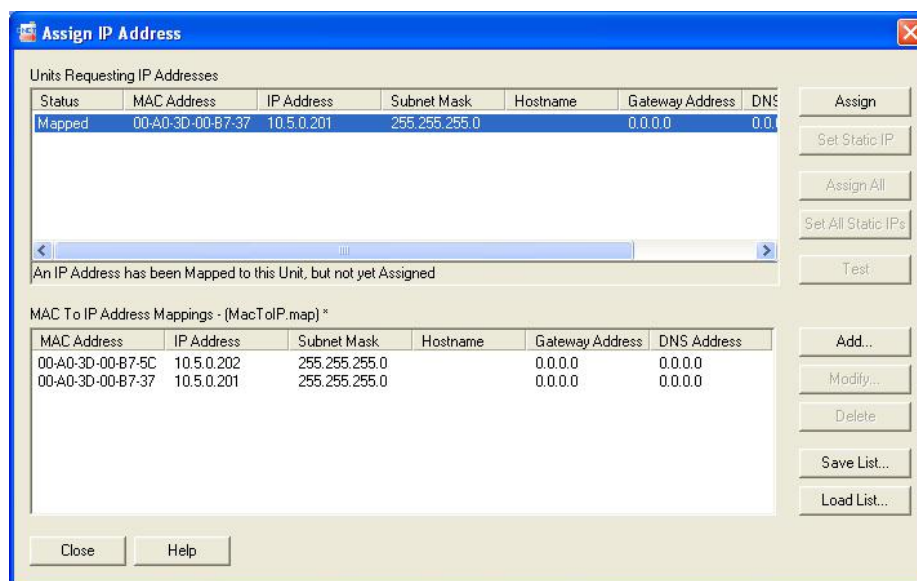 Assign IP Address
Units Requesting IP Addresses
Status MAC Address IP Address Subnet Mask Hostname Gateway Address DNS
Mapped 00-A0-3D-00-B7-37 10.5.0.201 255.255.255.0 0.0.0.0
Assign
Set Static IP
Assign All
Set All Static IPs
Test
An IP Address has been Mapped to this Unit, but not yet Assigned
MAC To IP Address Mappings - (MacToIP.map) *
MAC Address IP Address Subnet Mask Hostname Gateway Address DNS Address
00-A0-3D-00-B7-5C 10.5.0.202 255.255.255.0 0.0.0.0 0.0.0.0
00-A0-3D-00-B7-37 10.5.0.201 255.255.255.0 0.0.0.0 0.0.0.0
Add...
Modify...
Delete
Save List...
Load List...
Close Help